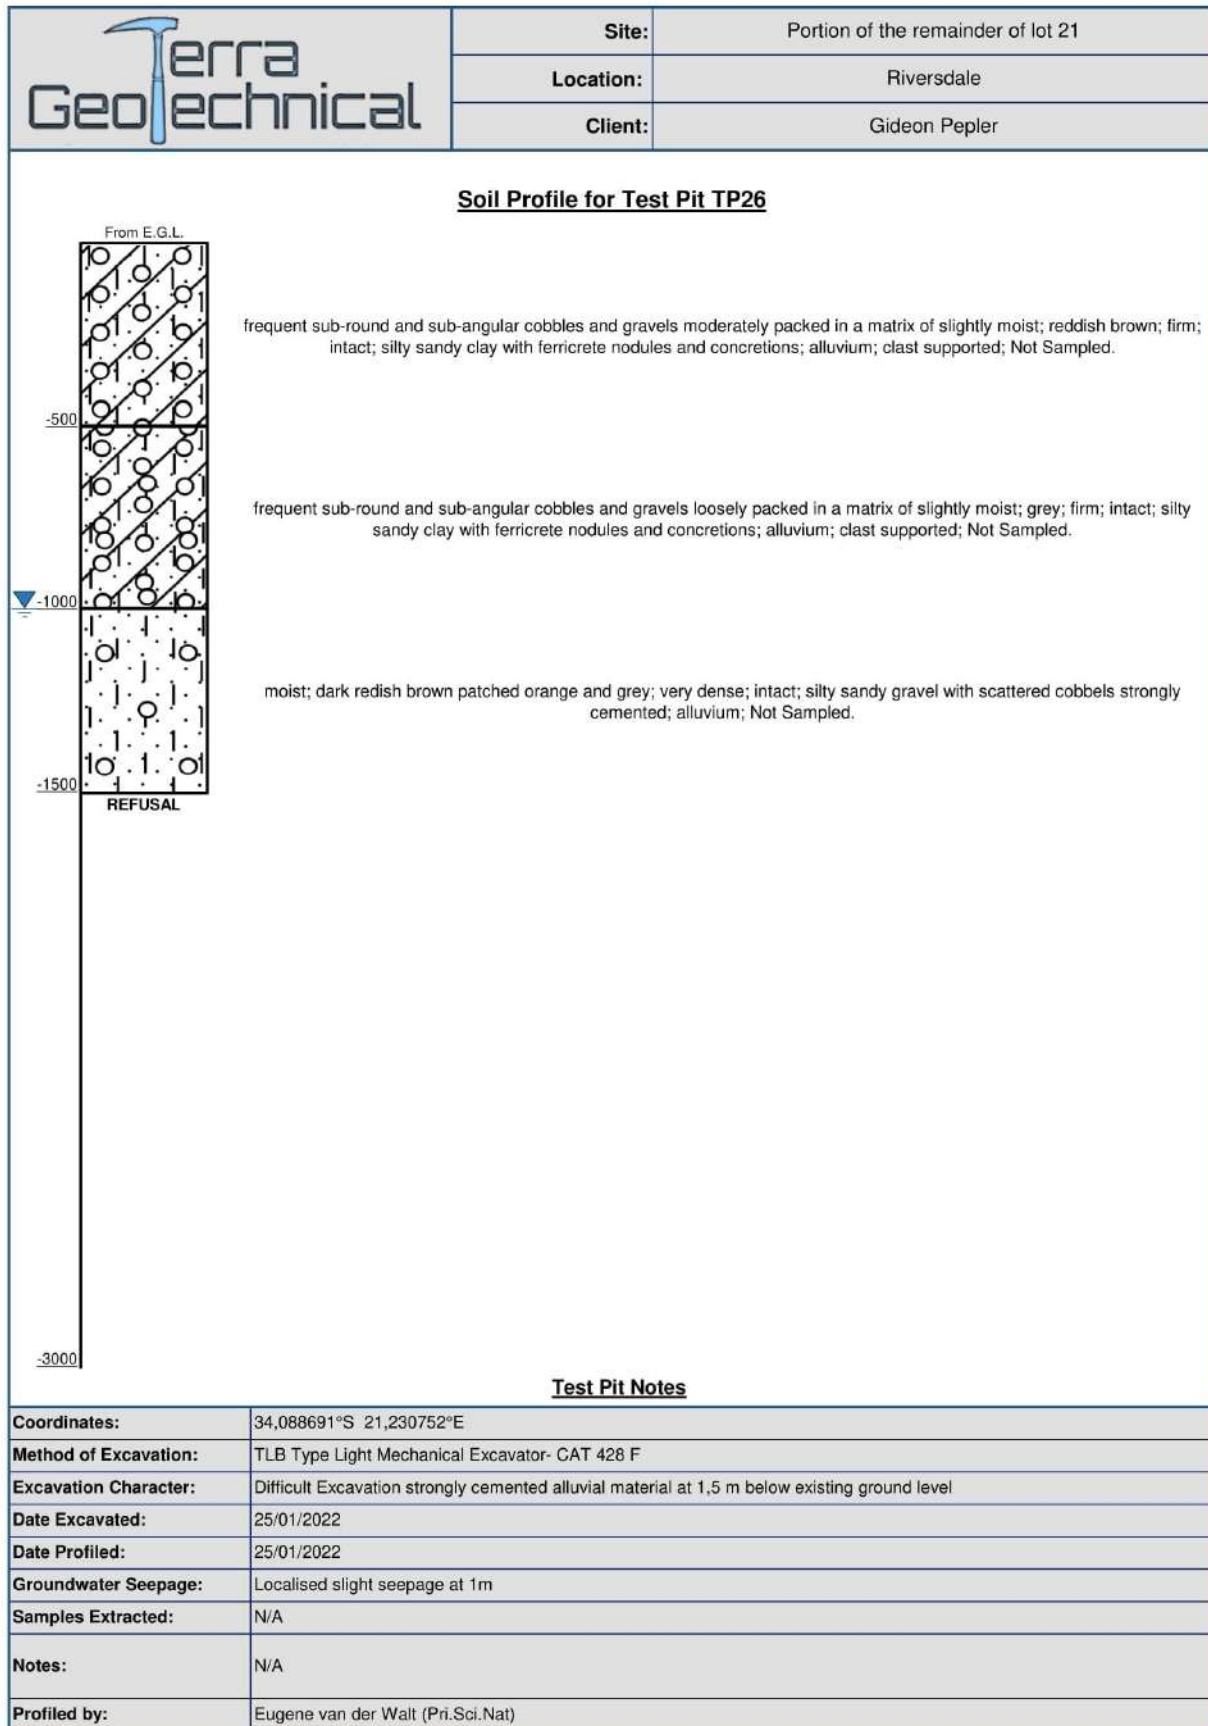 Terra
GeoTechnical
Site: Portion of the remainder of lot 21
Location: Riversdale
Client: Gideon Pepler
Soil Profile for Test Pit TP26
From E.G.L.
frequent sub-round and sub-angular cobbles and gravels moderately packed in a matrix of slightly moist; reddish brown; firm;
intact; silty sandy clay with ferricrete nodules and concretions; alluvium; clast supported; Not Sampled.
-500
frequent sub-round and sub-angular cobbles and gravels loosely packed in a matrix of slightly moist; grey; firm; intact; silty
sandy clay with ferricrete nodules and concretions; alluvium; clast supported; Not Sampled.
-1000
moist; dark redish brown patched orange and grey; very dense; intact; silty sandy gravel with scattered cobbels strongly
cemented; alluvium; Not Sampled.
-1500
REFUSAL
-3000
Test Pit Notes
Coordinates: 34,088691°S 21,230752°E
Method of Excavation: TLB Type Light Mechanical Excavator- CAT 428 F
Excavation Character: Difficult Excavation strongly cemented alluvial material at 1,5 m below existing ground level
Date Excavated: 25/01/2022
Date Profiled: 25/01/2022
Groundwater Seepage: Localised slight seepage at 1m
Samples Extracted: N/A
Notes: N/A
Profiled by: Eugene van der Walt (Pri.Sci.Nat)